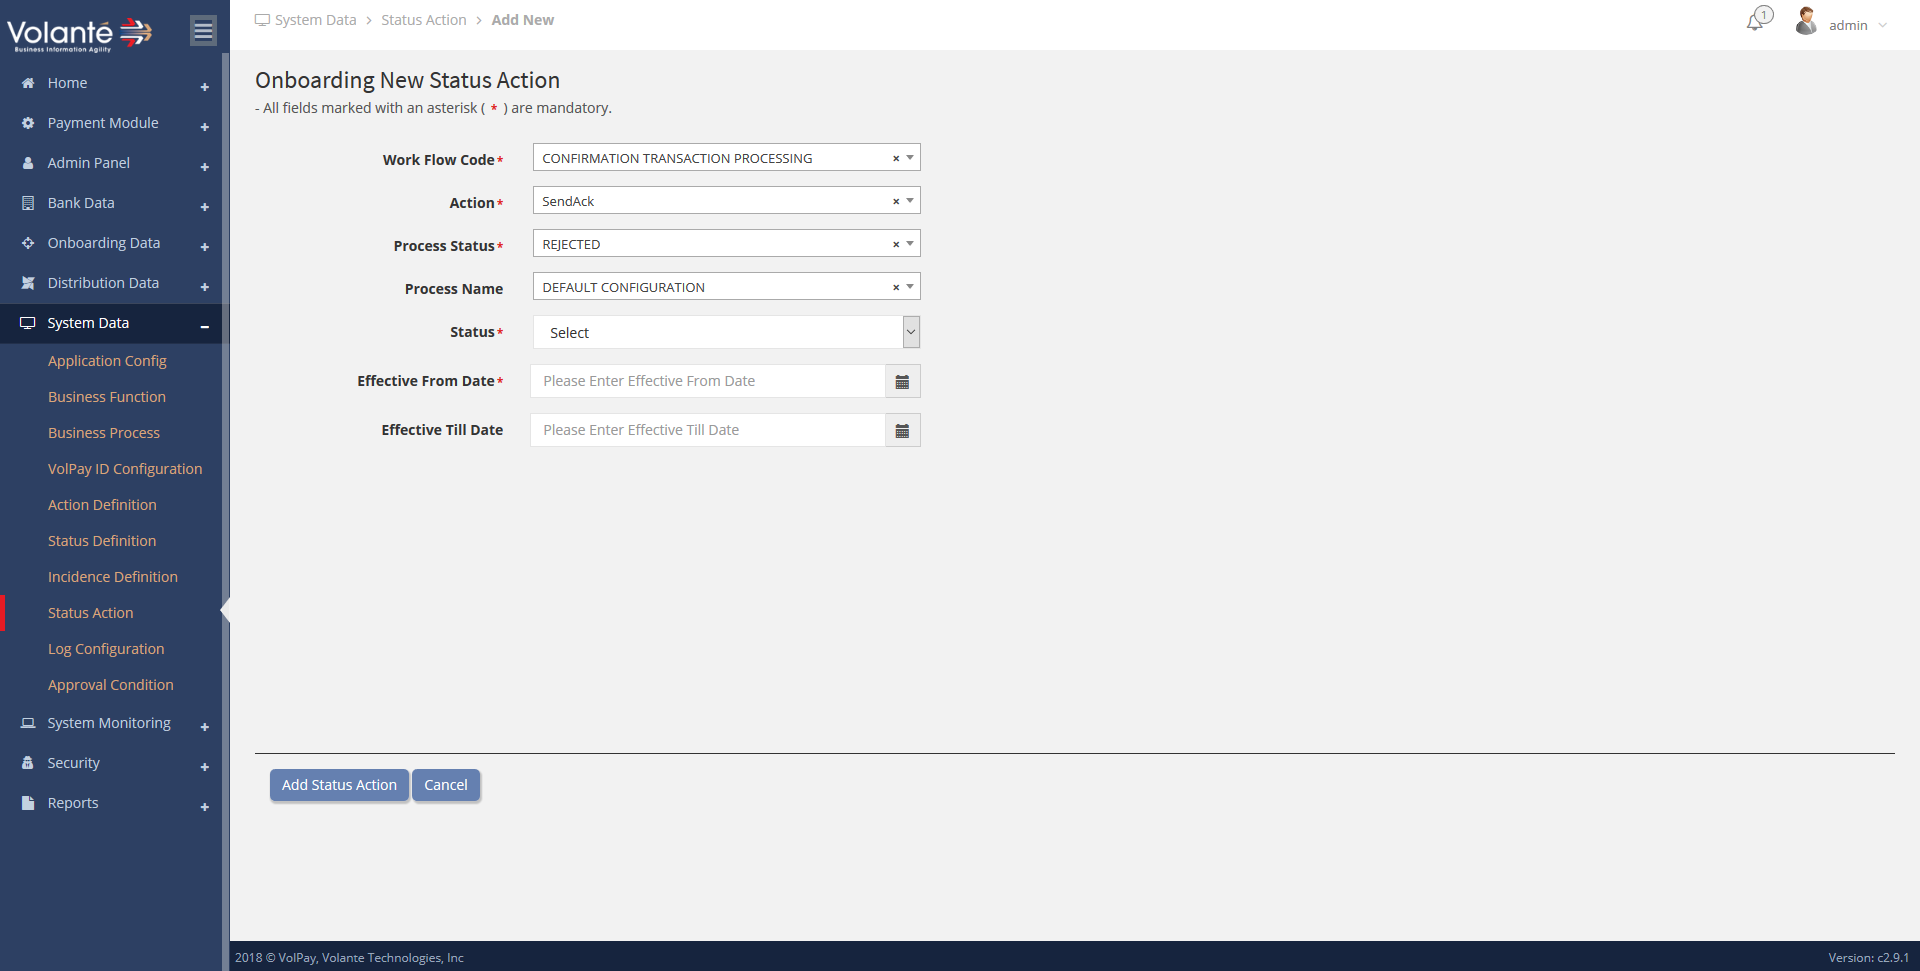 Volanté
Business Information Agility
System Data > Status Action > Add New
1
admin
Home +
Payment Module +
Admin Panel +
Bank Data +
Onboarding Data +
Distribution Data +
System Data –
Application Config
Business Function
Business Process
VolPay ID Configuration
Action Definition
Status Definition
Incidence Definition
Status Action
Log Configuration
Approval Condition
System Monitoring +
Security +
Reports +
Onboarding New Status Action
- All fields marked with an asterisk ( * ) are mandatory.
Work Flow Code* CONFIRMATION TRANSACTION PROCESSING ×
Action* SendAck ×
Process Status* REJECTED ×
Process Name DEFAULT CONFIGURATION ×
Status* Select
Effective From Date* Please Enter Effective From Date
Effective Till Date Please Enter Effective Till Date
Add Status Action Cancel
2018 © VolPay, Volante Technologies, Inc
Version: c2.9.1